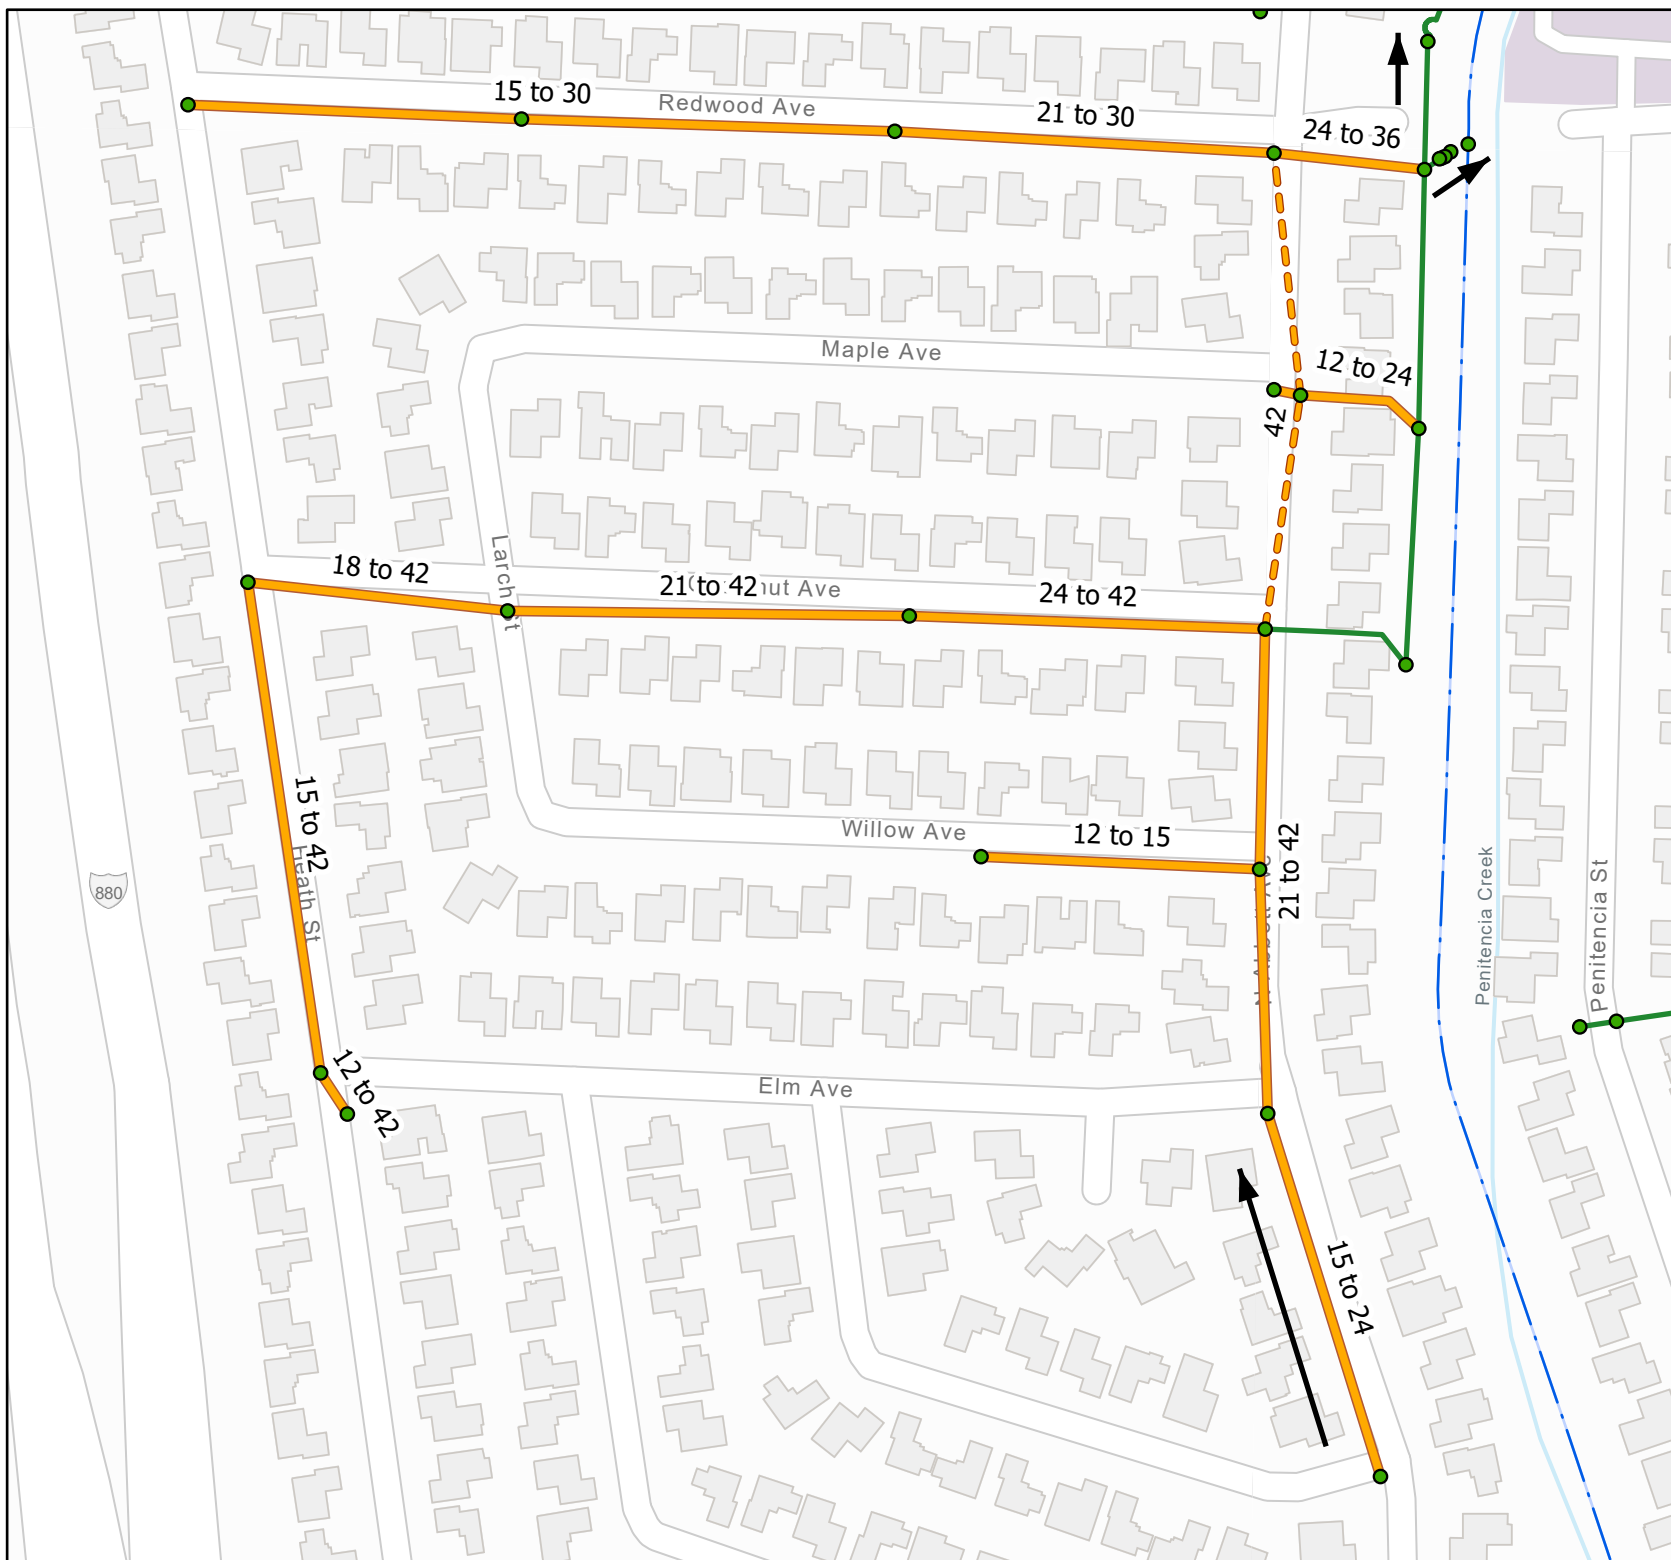 15 to 30
Redwood Ave
21 to 30
24 to 36
Maple Ave
12 to 24
42
Larch St
18 to 42
21 to 42
Ave
24 to 42
15 to 42
Heath St
Willow Ave
12 to 15
21 to 42
880
Penitencia Creek
Penitencia St
12 to 42
Elm Ave
15 to 24